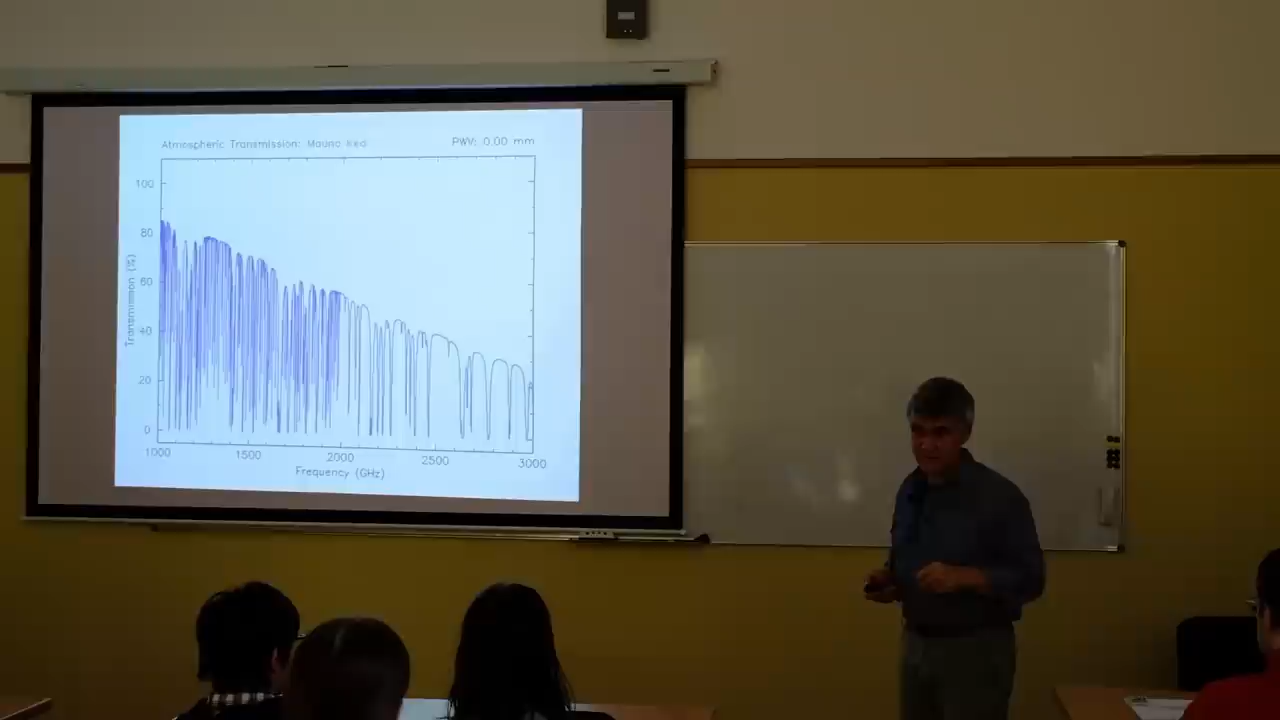 Atmospheric Transmission: Mauna Kea PWV: 0.00 mm
100
80
60
40
20
0
Transmission (%)
1000 1500 2000 2500 3000
Frequency (GHz)